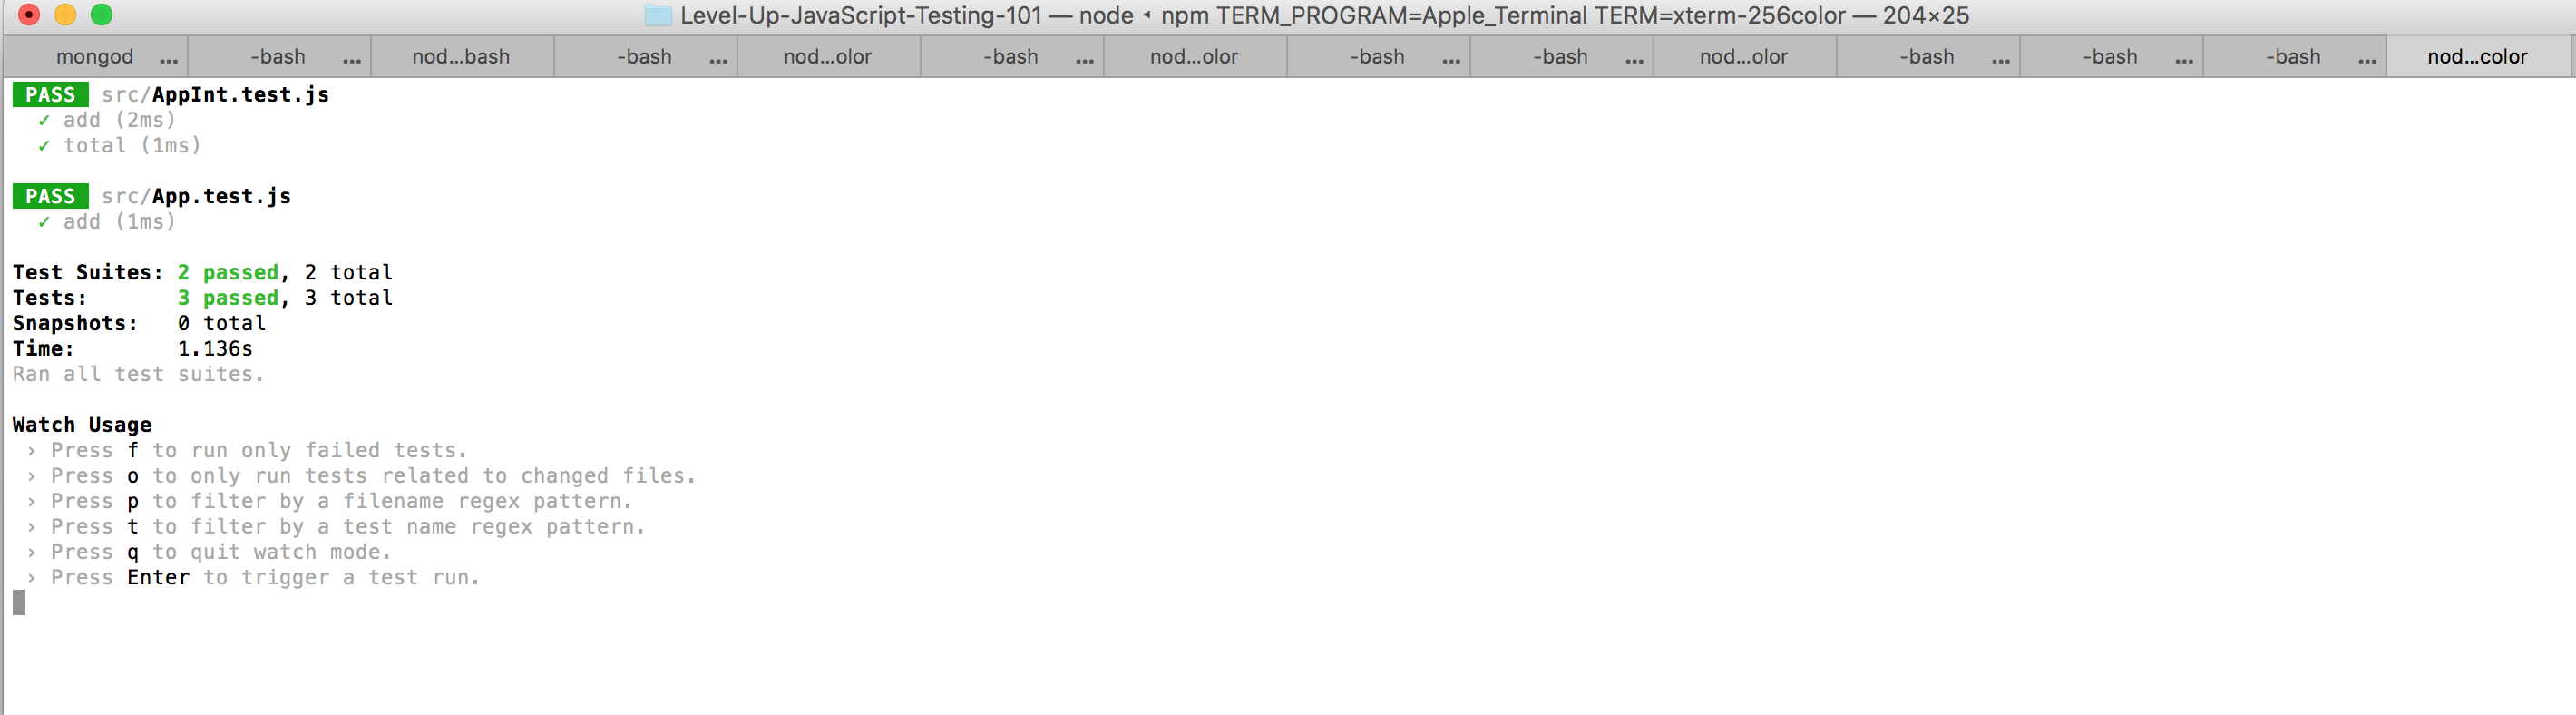 Level-Up-JavaScript-Testing-101 — node ◂ npm TERM_PROGRAM=Apple_Terminal TERM=xterm-256color — 204×25
mongod ... -bash ... nod...bash -bash ... nod...olor -bash ... nod...olor ... -bash ... -bash ... nod...olor -bash ... -bash ... -bash ... nod...color
PASS src/AppInt.test.js
✓ add (2ms)
✓ total (1ms)
PASS src/App.test.js
✓ add (1ms)
Test Suites: 2 passed, 2 total
Tests: 3 passed, 3 total
Snapshots: 0 total
Time: 1.136s
Ran all test suites.
Watch Usage
› Press f to run only failed tests.
› Press o to only run tests related to changed files.
› Press p to filter by a filename regex pattern.
› Press t to filter by a test name regex pattern.
› Press q to quit watch mode.
› Press Enter to trigger a test run.